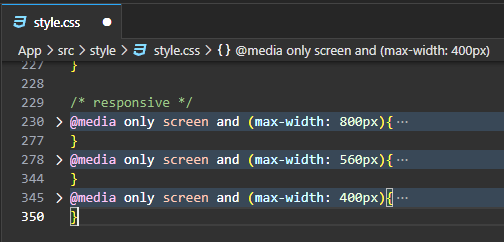 style.css
App > src > style > style.css > {} @media only screen and (max-width: 400px)
227 }
228
229 /* responsive */
230 > @media only screen and (max-width: 800px){ ···
277 }
278 > @media only screen and (max-width: 560px){ ···
344 }
345 > @media only screen and (max-width: 400px){ ···
350 }